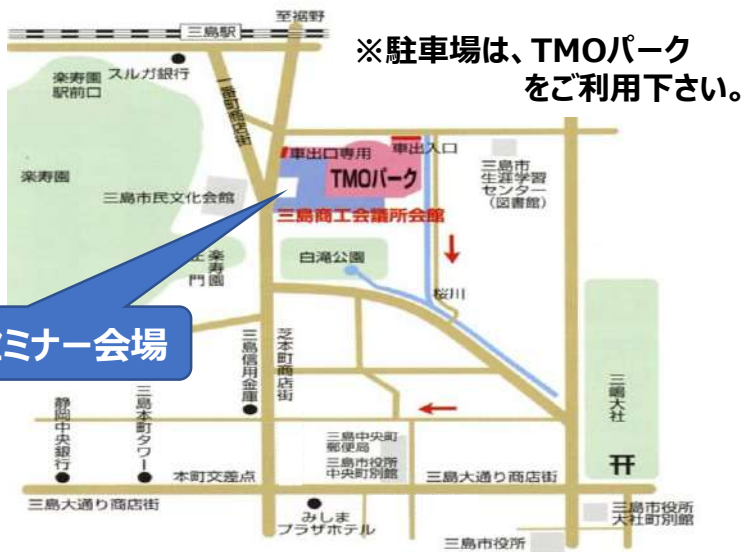 至裾野
三島駅
※駐車場は、TMOパーク
をご利用下さい。
スルガ銀行
楽寿園
駅前口
一番町商店街
車出口専用
車出入口
TMOパーク
三島市
生涯学習
センター
(図書館)
楽寿園
三島市民文化会館
三島商工会議所会館
楽寿園
正門
白滝公園
桜川
ミナー会場
三島信用金庫
芝本町商店街
三嶋大社
静岡中央銀行
三島本町タワー
三島中央町
郵便局
三島市役所
中央町別館
本町交差点
三島大通り商店街
三島大通り商店街
みしま
プラザホテル
三島市役所
大社町別館
三島市役所